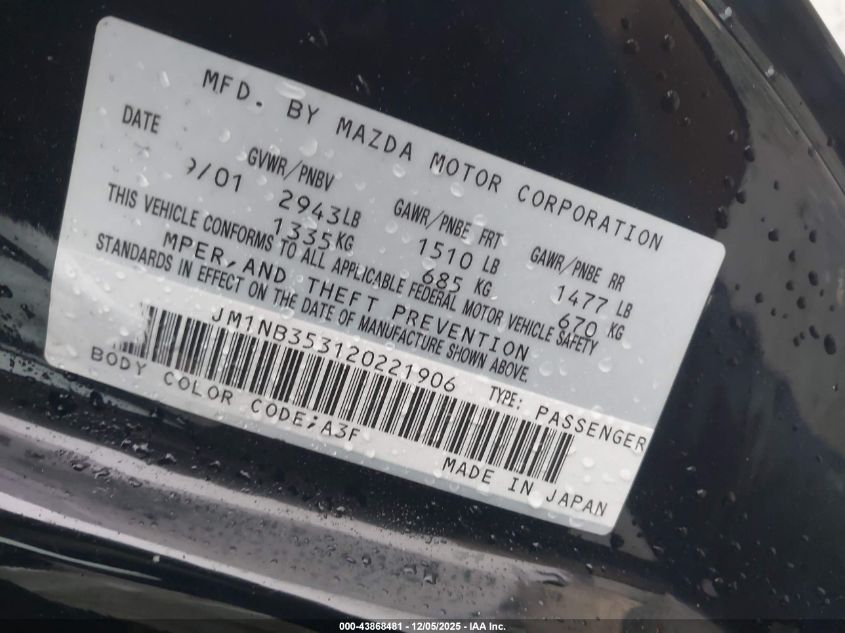 MFD. BY MAZDA MOTOR CORPORATION
DATE GVWR/PNBV GAWR/PNBE FRT GAWR/PNBE RR
9/01 2943LB 1510 LB 1477 LB
1335KG 685 KG 670 KG
THIS VEHICLE CONFORMS TO ALL APPLICABLE FEDERAL MOTOR VEHICLE SAFETY
MPER,AND THEFT PREVENTION
STANDARDS IN EFFECT ON THE DATE OF MANUFACTURE SHOWN ABOVE.
JM1NB353120221906 TYPE: PASSENGER
BODY COLOR CODE;A3F
MADE IN JAPAN
000-43868481 - 12/05/2025 - IAA Inc.